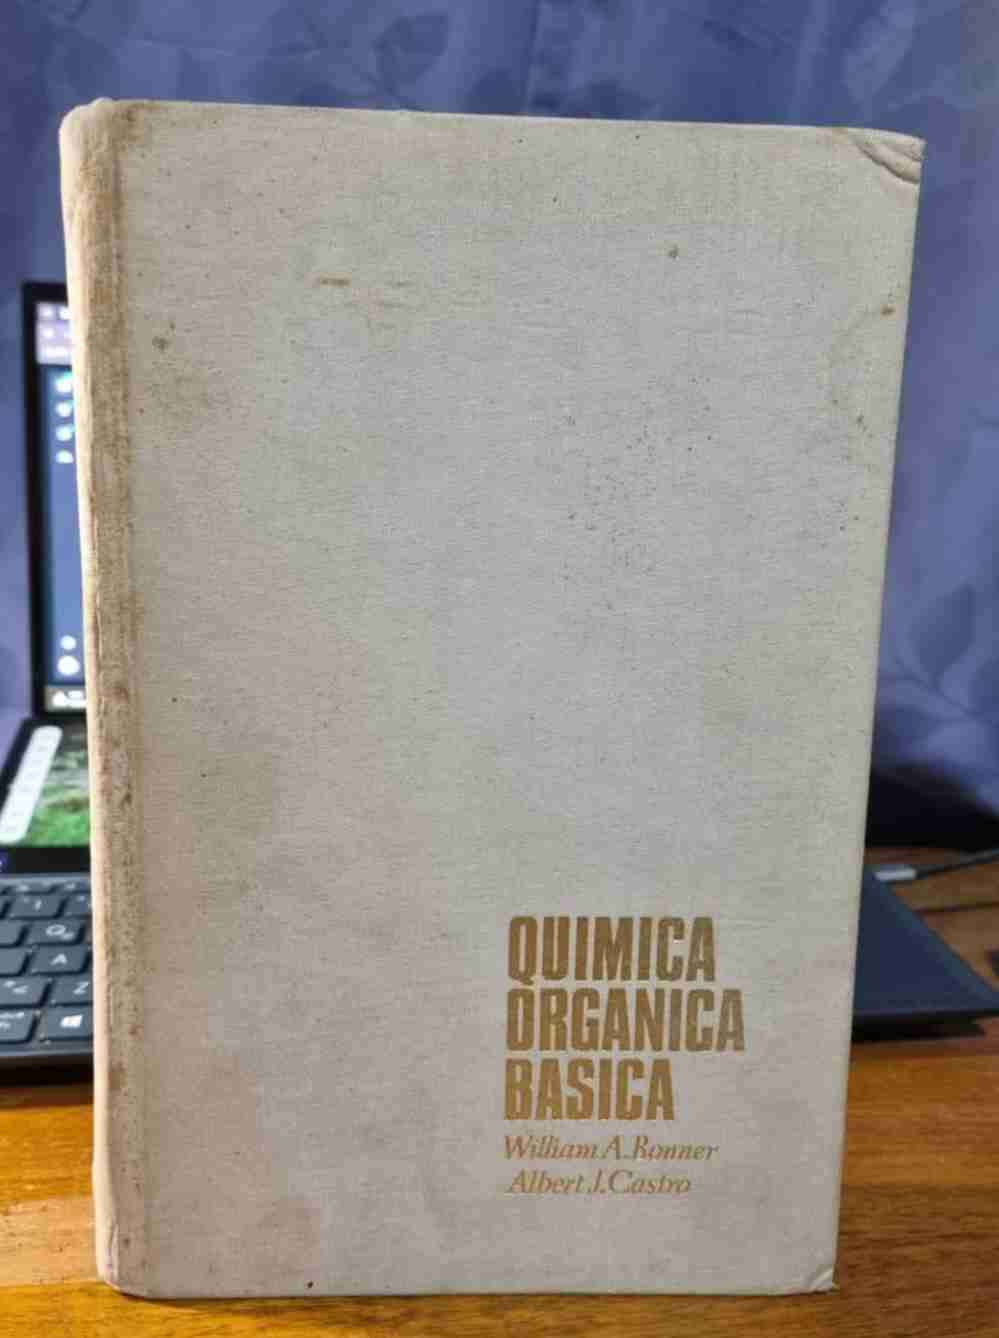 QUIMICA
ORGANICA
BASICA
William A. Bonner
Albert J. Castro
Q
A
Z